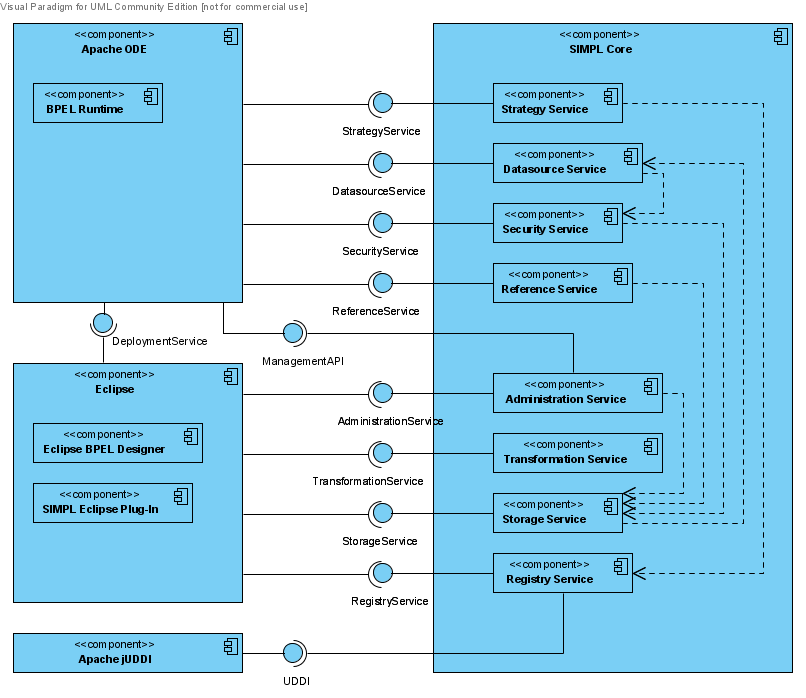 Visual Paradigm for UML Community Edition [not for commercial use]
<<component>>
Apache ODE
<<component>>
BPEL Runtime
<<component>>
SIMPL Core
<<component>>
Strategy Service
StrategyService
<<component>>
Datasource Service
DatasourceService
<<component>>
Security Service
SecurityService
<<component>>
Reference Service
ReferenceService
DeploymentService
ManagementAPI
<<component>>
Eclipse
<<component>>
Eclipse BPEL Designer
<<component>>
SIMPL Eclipse Plug-In
<<component>>
Administration Service
AdministrationService
<<component>>
Transformation Service
TransformationService
<<component>>
Storage Service
StorageService
<<component>>
Registry Service
RegistryService
<<component>>
Apache jUDDI
UDDI